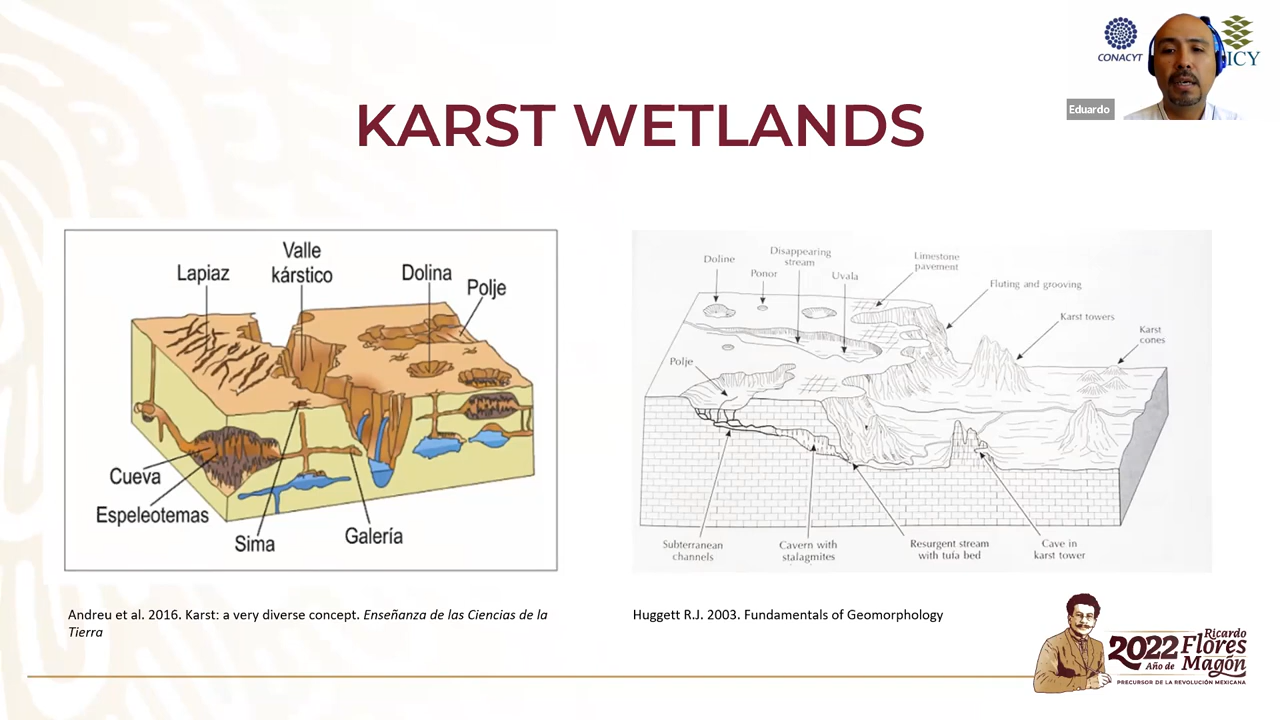 CONACYT
ICY
Eduardo
KARST WETLANDS
Valle
kárstico
Lapiaz
Dolina
Polje
Cueva
Espeleotemas
Sima
Galería
Doline
Disappearing
stream
Ponor
Uvala
Limestone
pavement
Fluting and grooving
Karst towers
Karst
cones
Polje
Subterranean
channels
Cavern with
stalagmites
Resurgent stream
with tufa bed
Cave in
karst tower
Andreu et al. 2016. Karst: a very diverse concept. Enseñanza de las Ciencias de la
Tierra
Huggett R.J. 2003. Fundamentals of Geomorphology
2022 Ricardo
Flores
Año de Magón
PRECURSOR DE LA REVOLUCIÓN MEXICANA